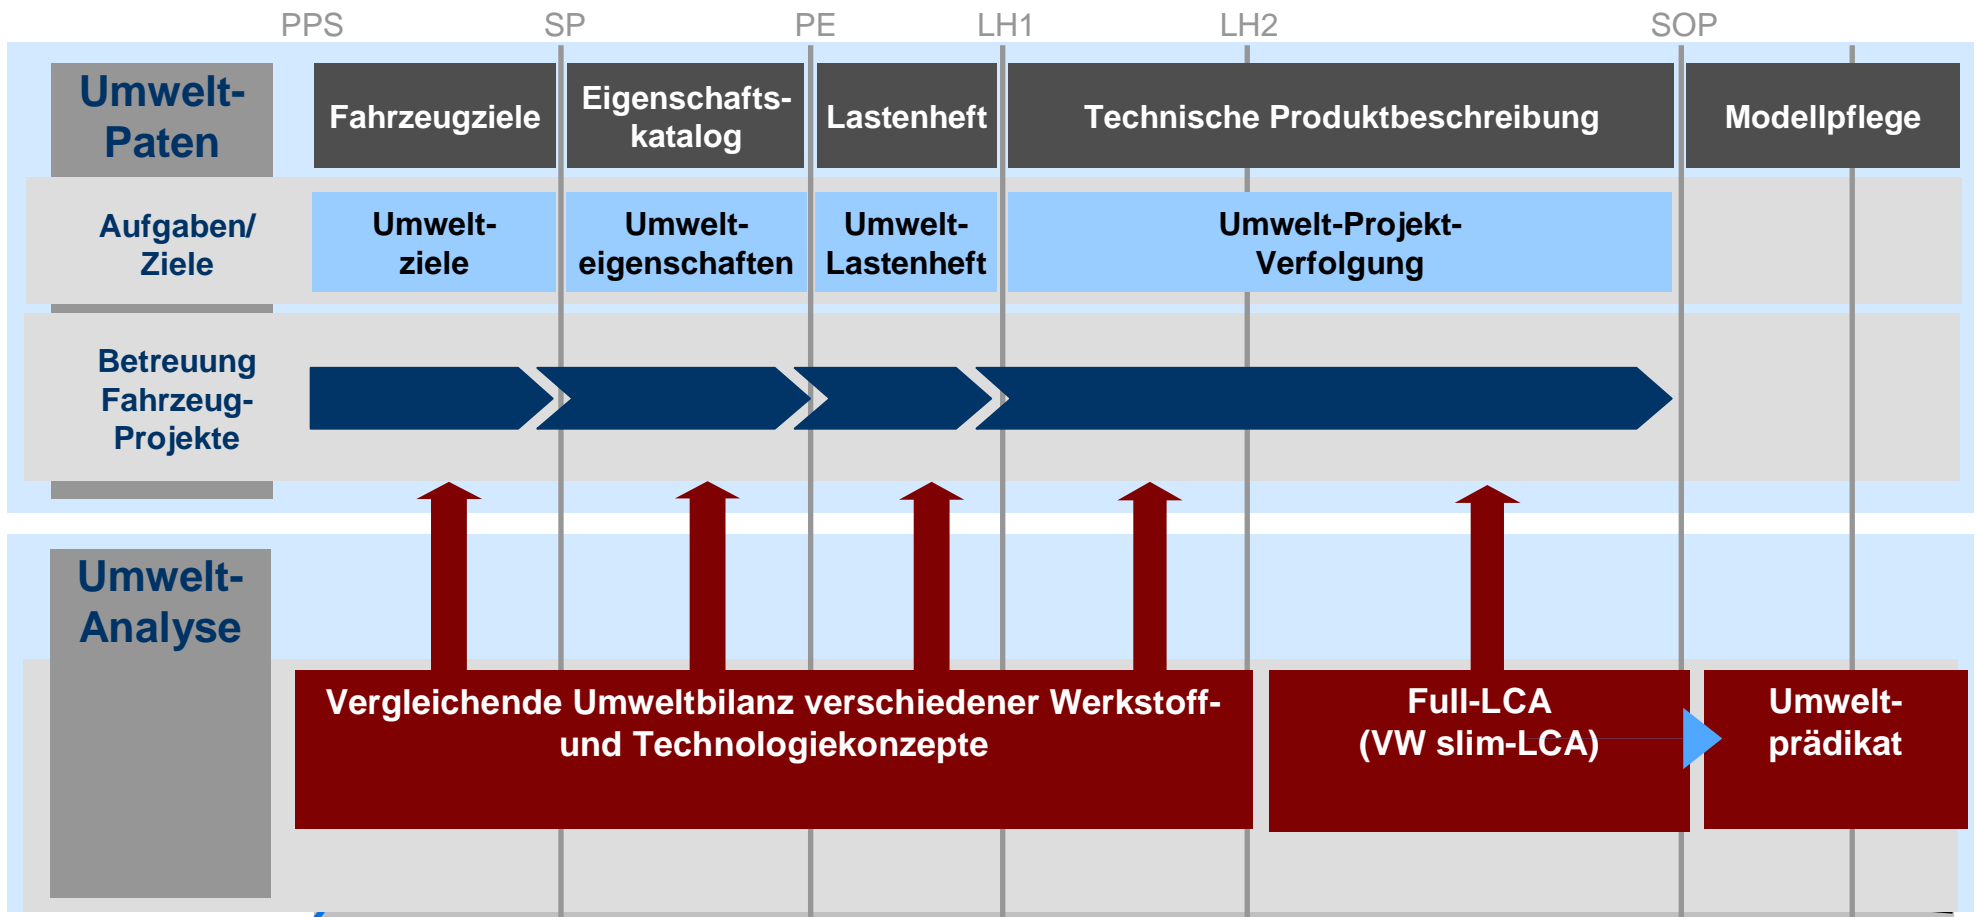 PPS SP PE LH1 LH2 SOP
Umwelt-
Paten
Fahrzeugziele
Eigenschafts-
katalog
Lastenheft
Technische Produktbeschreibung
Modellpflege
Aufgaben/
Ziele
Umwelt-
ziele
Umwelt-
eigenschaften
Umwelt-
Lastenheft
Umwelt-Projekt-
Verfolgung
Betreuung
Fahrzeug-
Projekte
Umwelt-
Analyse
Vergleichende Umweltbilanz verschiedener Werkstoff-
und Technologiekonzepte
Full-LCA
(VW slim-LCA)
Umwelt-
prädikat